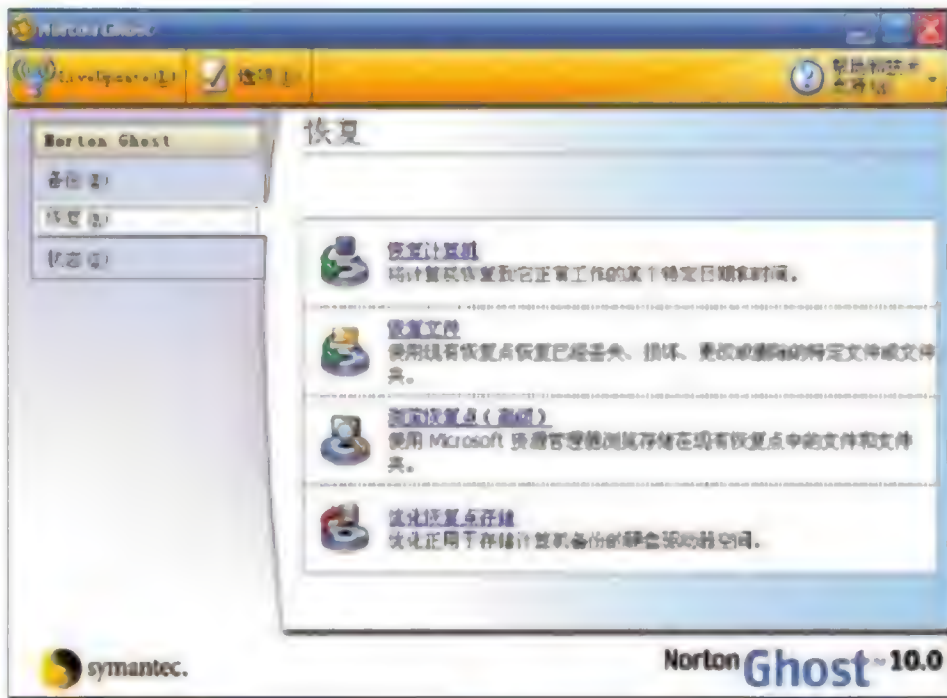 Norton Ghost
LiveUpdate(L)
选项
帮助和技术
支持
Norton Ghost
备份
恢复
状态
恢复
恢复计算机
将计算机恢复到它正常工作的某个特定日期和时间。
恢复文件
使用现有恢复点恢复已经丢失、损坏、更改或删除的特定文件或文件
夹。
浏览恢复点（高级）
使用 Microsoft 资源管理器浏览存储在现有恢复点中的文件和文件
夹。
优化恢复点存储
优化正用于存储计算机备份的硬盘驱动器空间。
symantec.
Norton Ghost 10.0